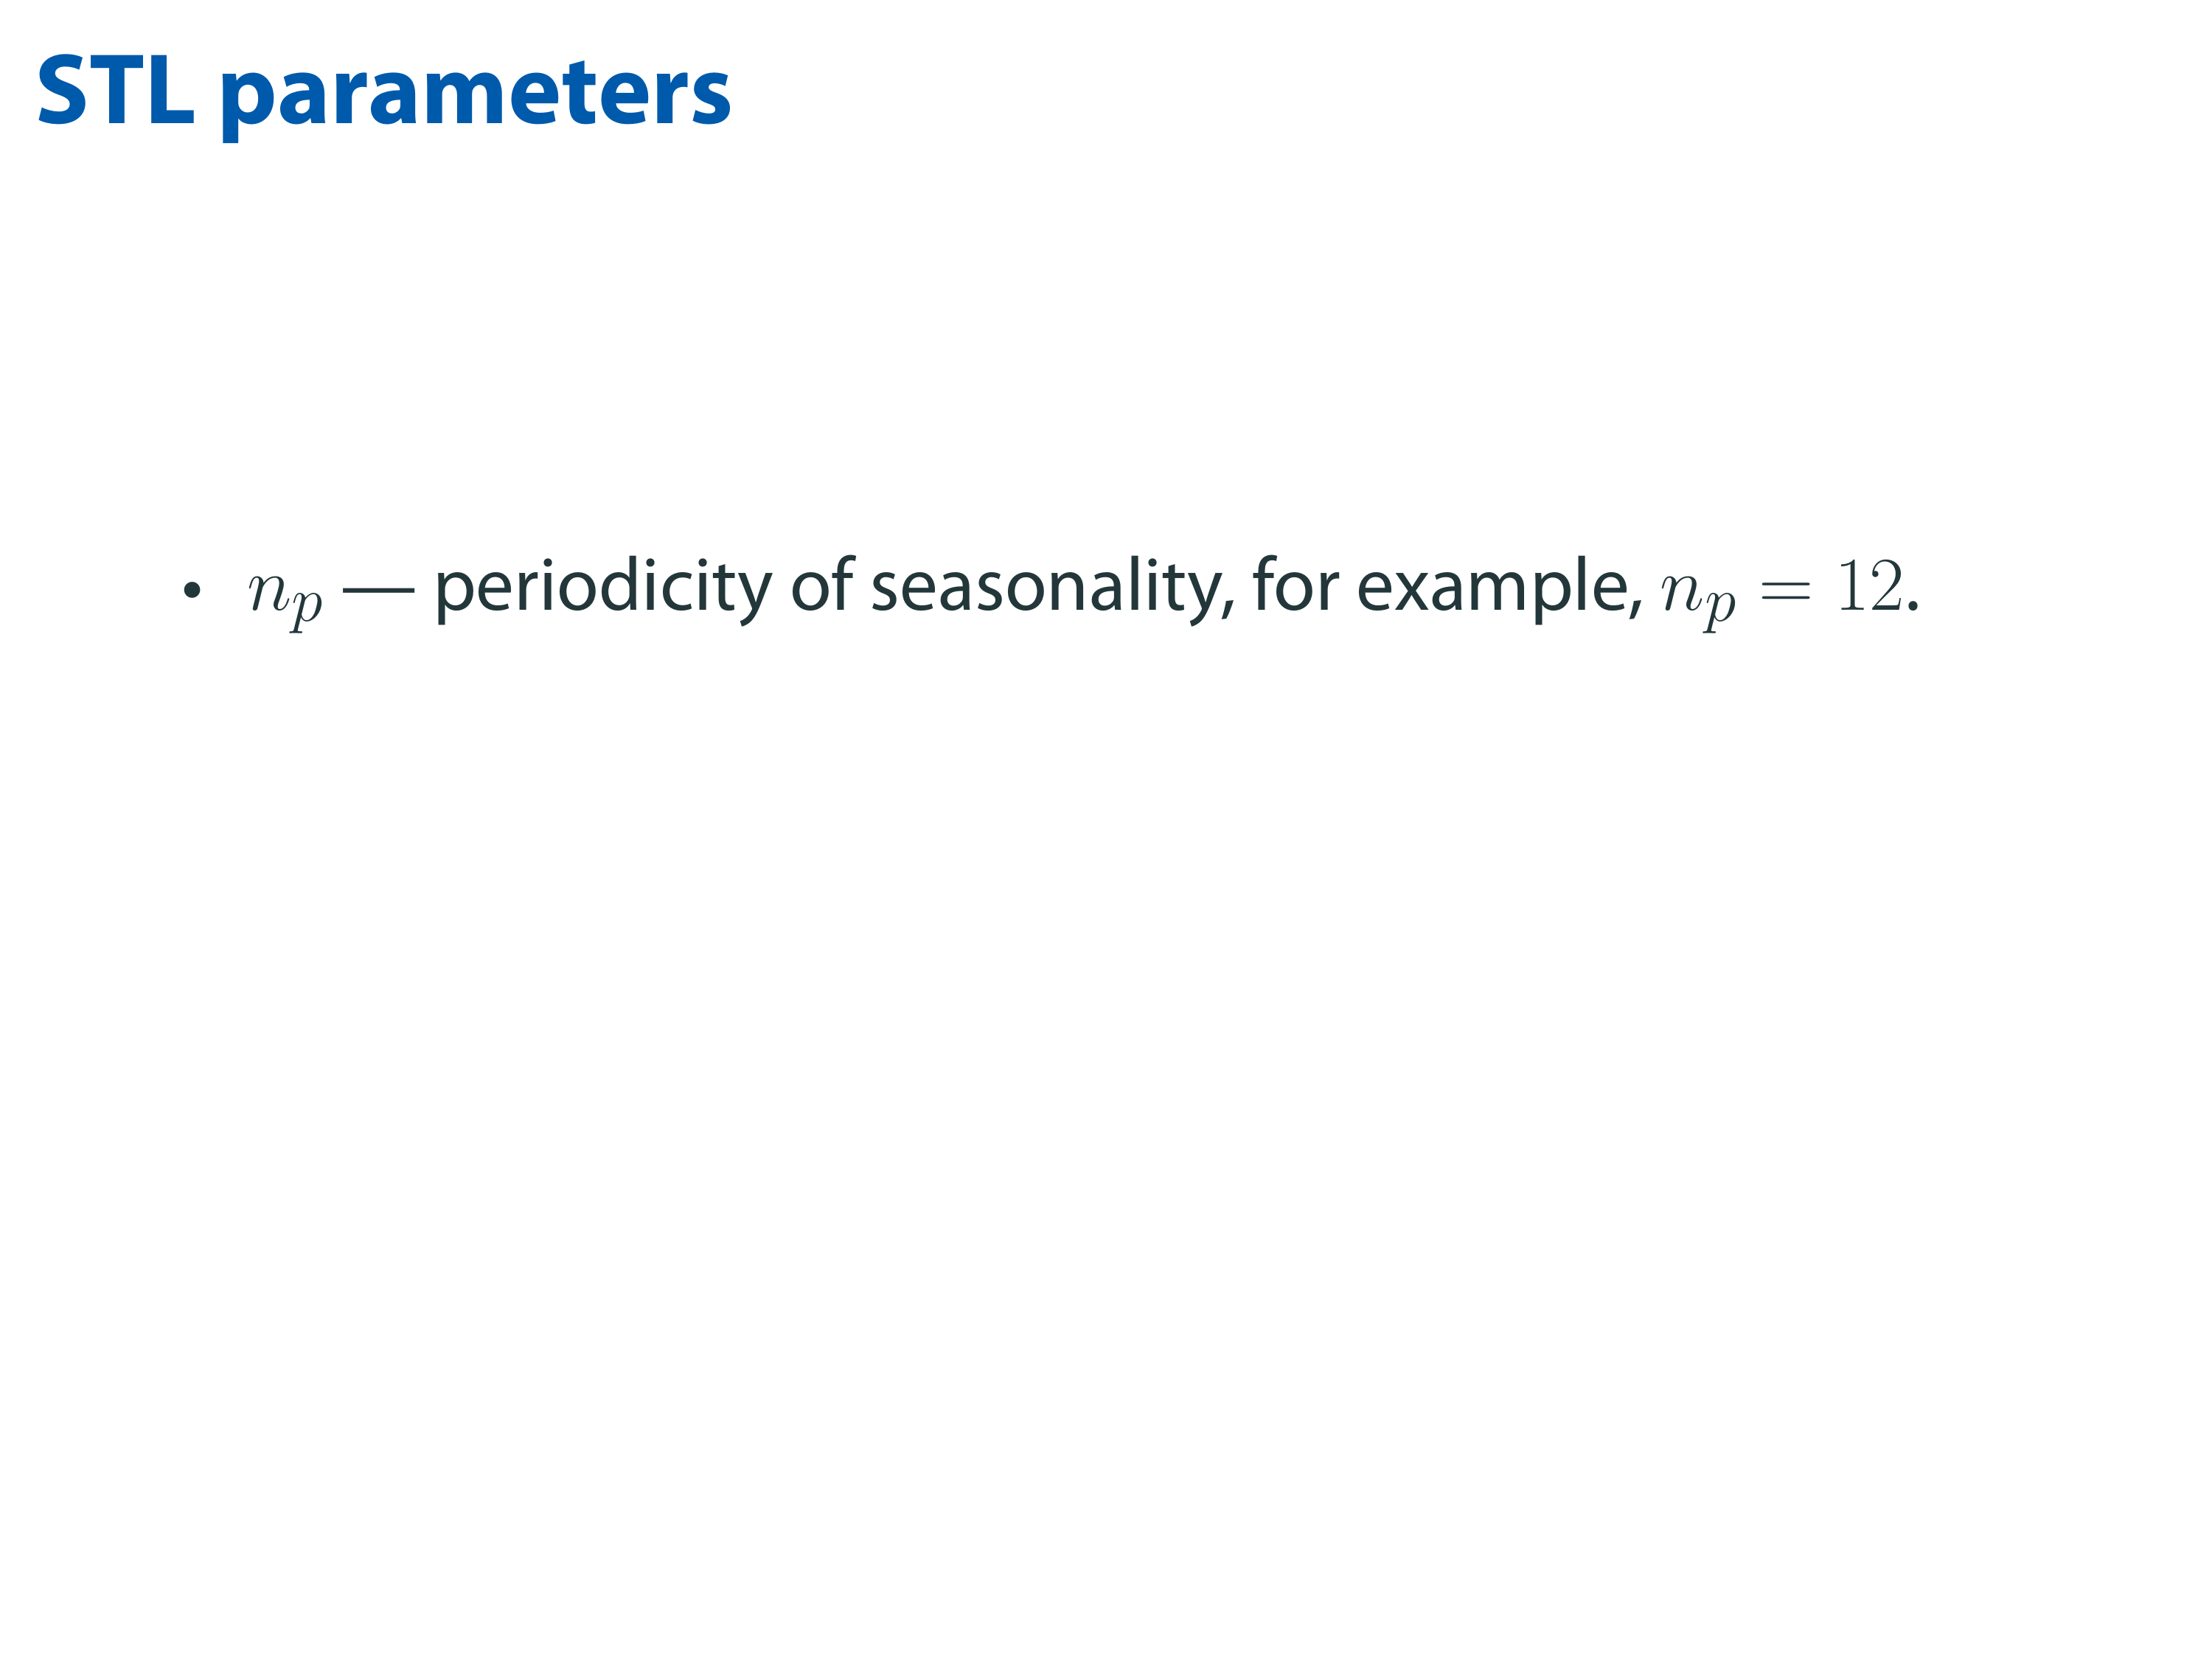 STL parameters
• $n_p$ — periodicity of seasonality, for example, $n_p = 12$.